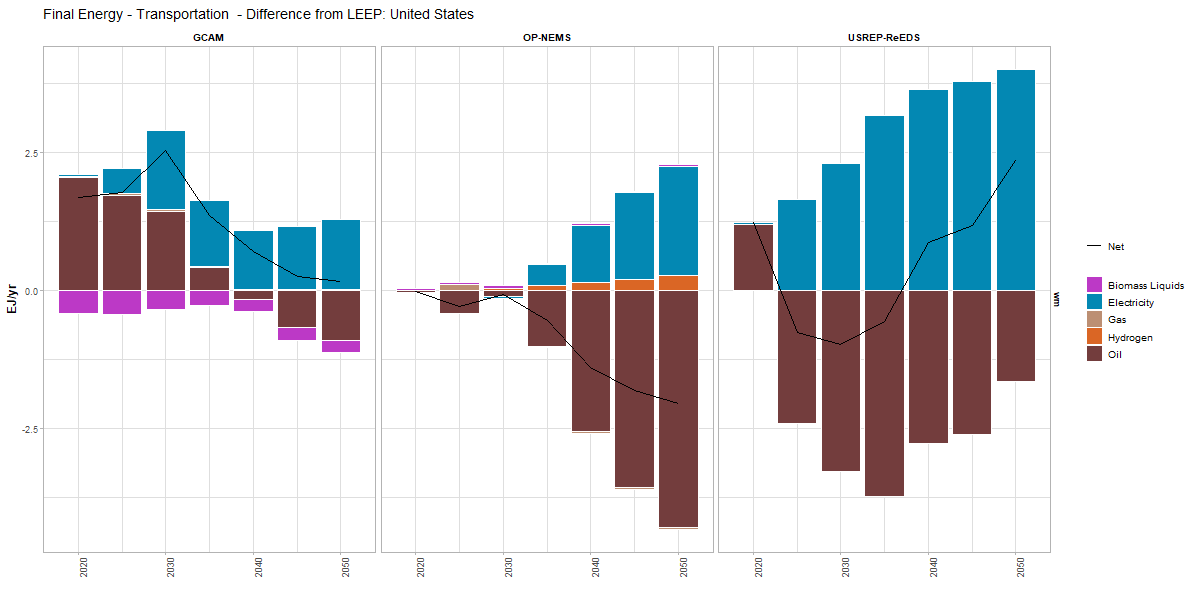 Final Energy - Transportation  - Difference from LEEP: United States
GCAM
OP-NEMS
USREP-ReEDS
EJ/yr
2.5
0.0
-2.5
2020
2030
2040
2050
2020
2030
2040
2050
2020
2030
2040
2050
wm
Net
Biomass Liquids
Electricity
Gas
Hydrogen
Oil